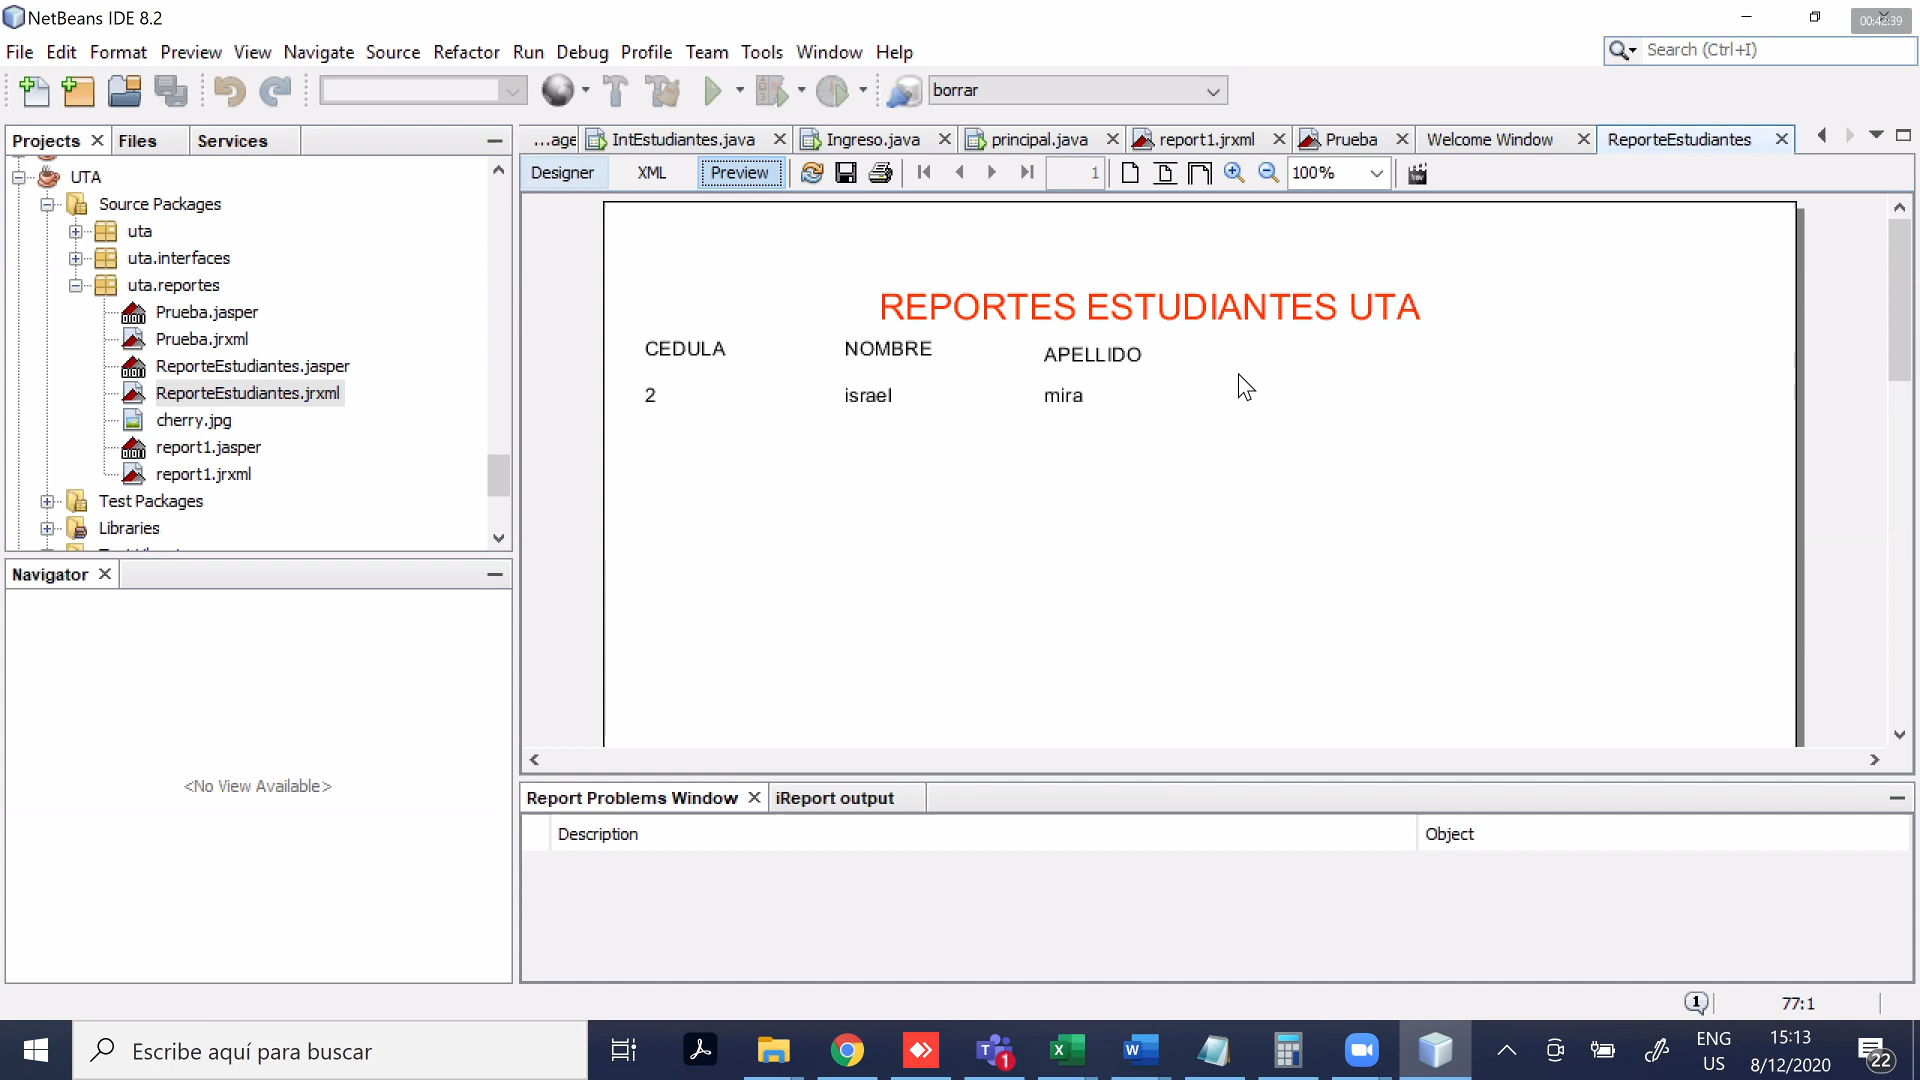 NetBeans IDE 8.2
00:42:39
File Edit Format Preview View Navigate Source Refactor Run Debug Profile Team Tools Window Help
Search (Ctrl+I)
borrar
Projects Files Services
...age IntEstudiantes.java Ingreso.java principal.java report1.jrxml Prueba Welcome Window ReporteEstudiantes
Designer XML Preview 1 100%
UTA
Source Packages
uta
uta.interfaces
uta.reportes
Prueba.jasper
Prueba.jrxml
ReporteEstudiantes.jasper
ReporteEstudiantes.jrxml
cherry.jpg
report1.jasper
report1.jrxml
Test Packages
Libraries
REPORTES ESTUDIANTES UTA
CEDULA NOMBRE APELLIDO
2 israel mira
Navigator
<No View Available>
Report Problems Window iReport output
Description Object
1 77:1
Escribe aquí para buscar
1
ENG
US
15:13
8/12/2020
22